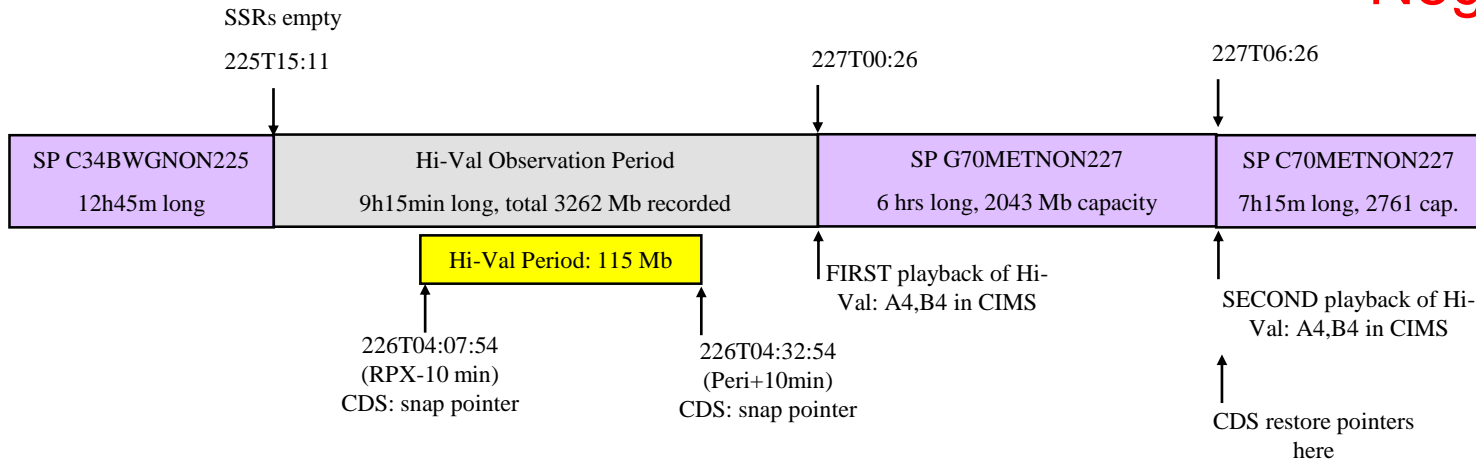 Neg
SSRs empty
225T15:11
227T00:26
227T06:26
SP C34BWGNON225
12h45m long
Hi-Val Observation Period
9h15min long, total 3262 Mb recorded
SP G70METNON227
6 hrs long, 2043 Mb capacity
SP C70METNON227
7h15m long, 2761 cap.
Hi-Val Period: 115 Mb
226T04:07:54
(RPX-10 min)
CDS: snap pointer
226T04:32:54
(Peri+10min)
CDS: snap pointer
FIRST playback of Hi-
Val: A4,B4 in CIMS
SECOND playback of Hi-
Val: A4,B4 in CIMS
CDS restore pointers
here